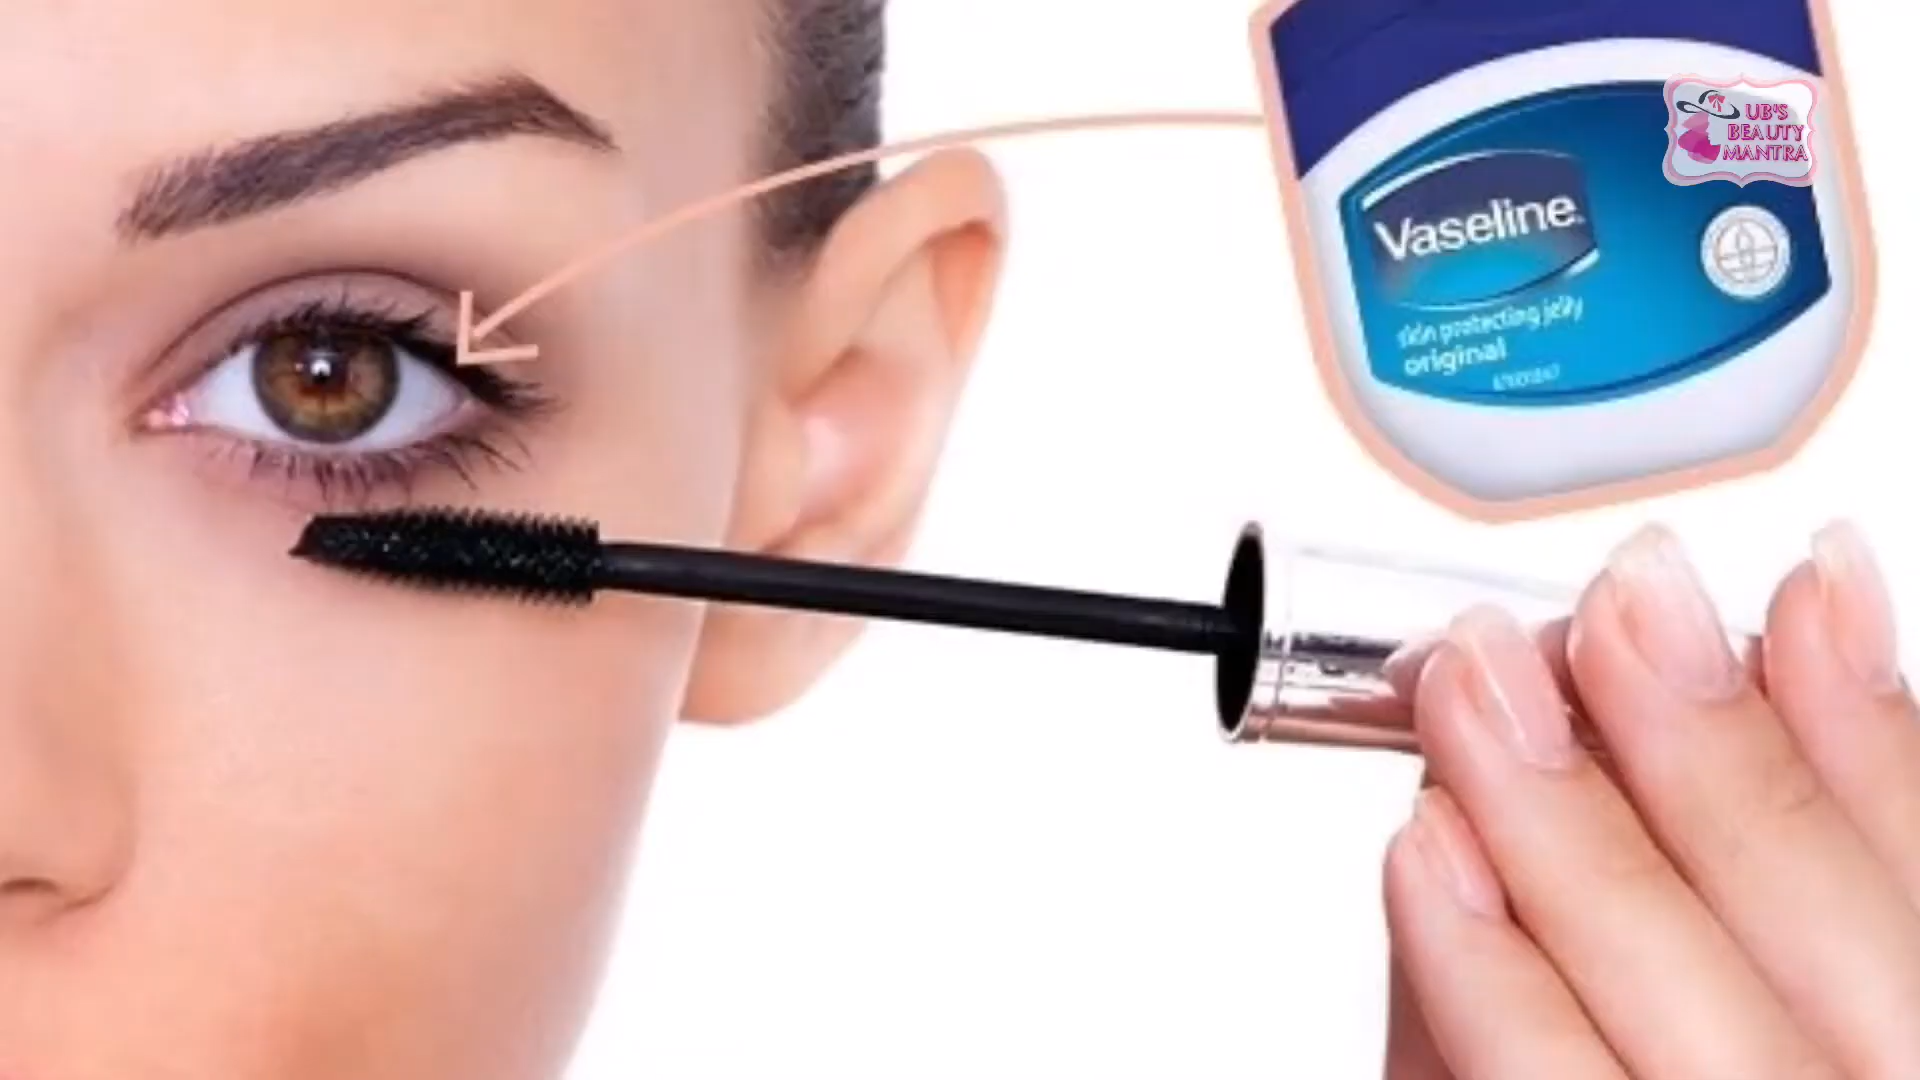 UB'S
BEAUTY
MANTRA
Vaseline
skin protecting jelly
original